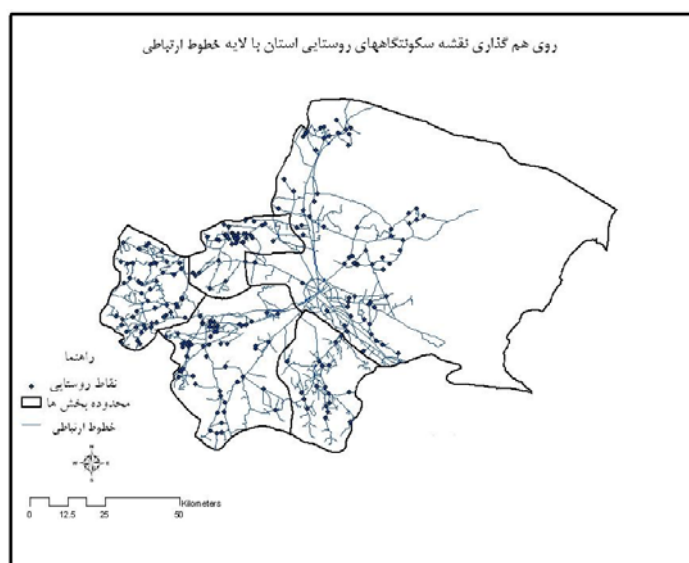 روی هم گذاری نقشه سکونتگاههای روستایی استان با لایه خطوط ارتباطی
راهنما
نقاط روستایی
محدوده بخش ها
خطوط ارتباطی
Kilometers
0 12.5 25 50